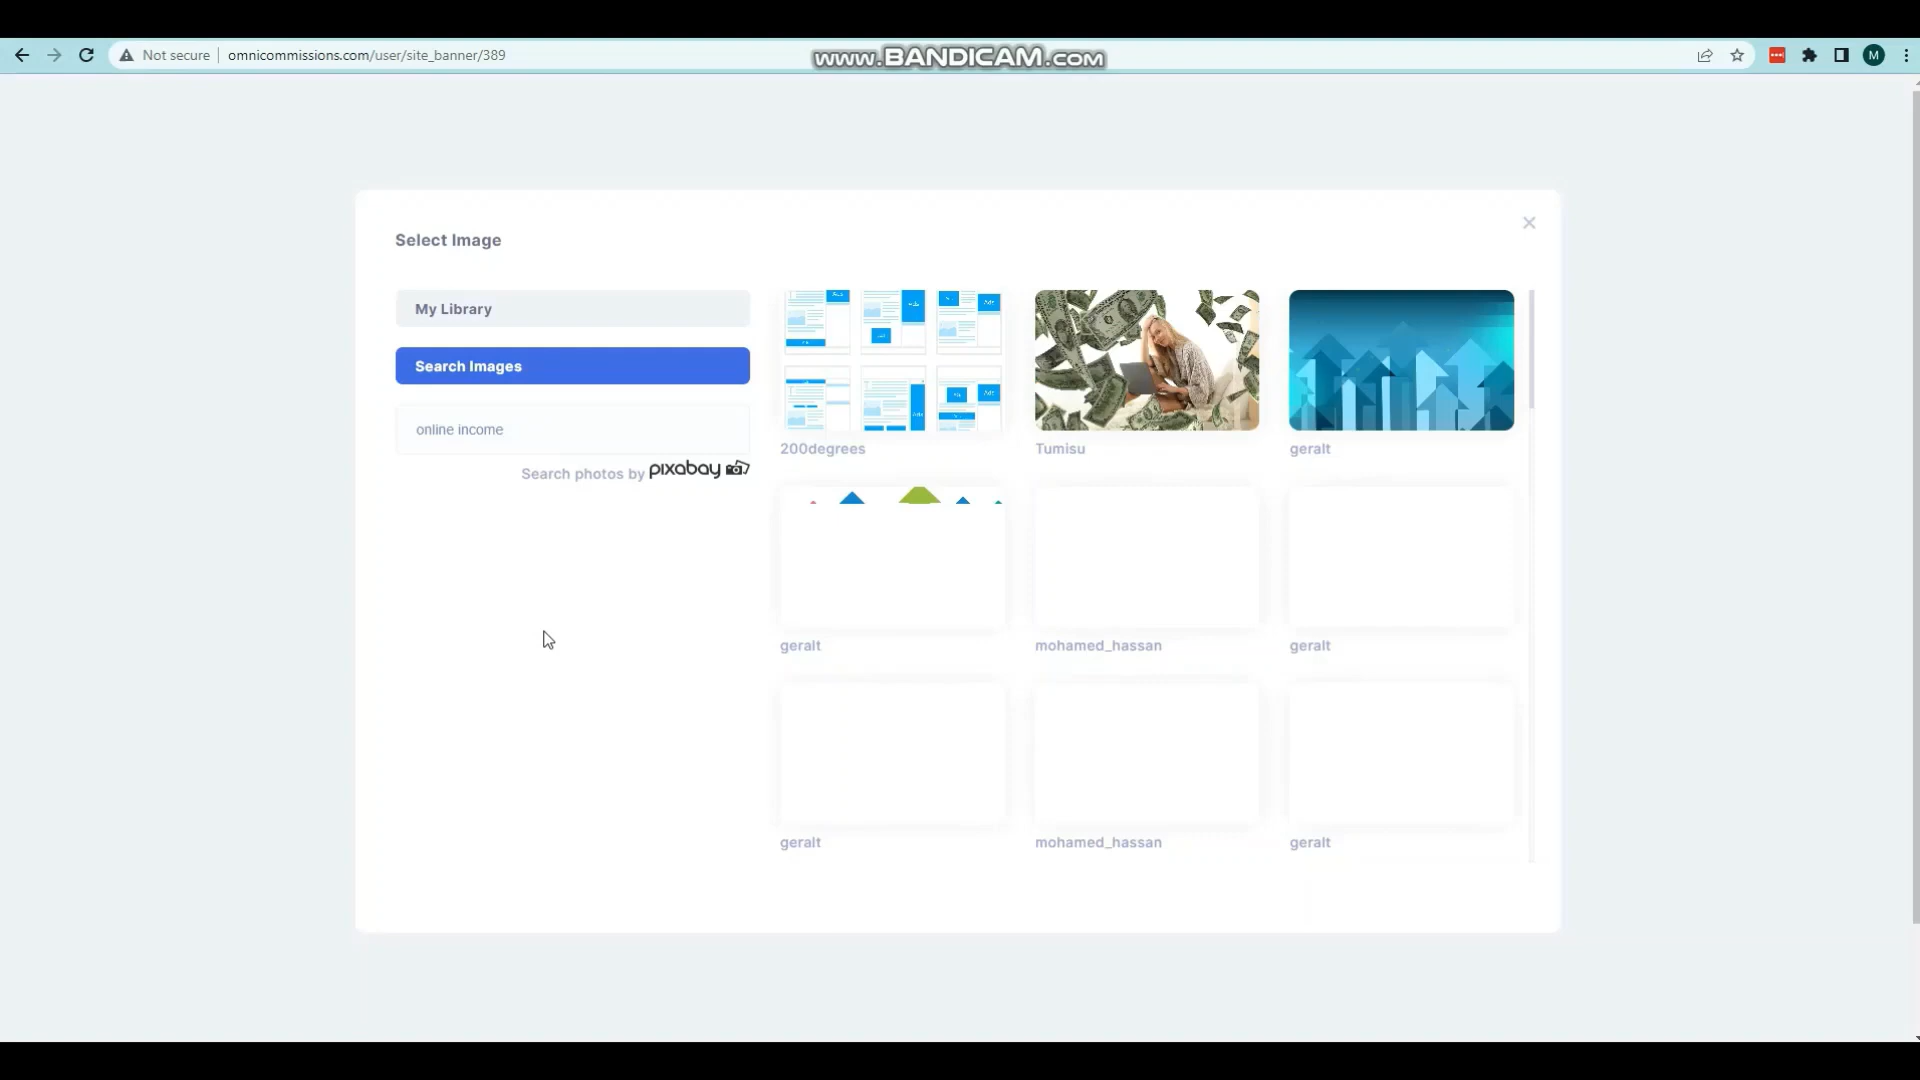 Not secure
omnicommissions.com/user/site_banner/389
www.BANDICAM.com
M
Select Image
My Library
Search Images
online income
Search photos by pixabay
200degrees
Tumisu
geralt
geralt
mohamed_hassan
geralt
geralt
mohamed_hassan
geralt